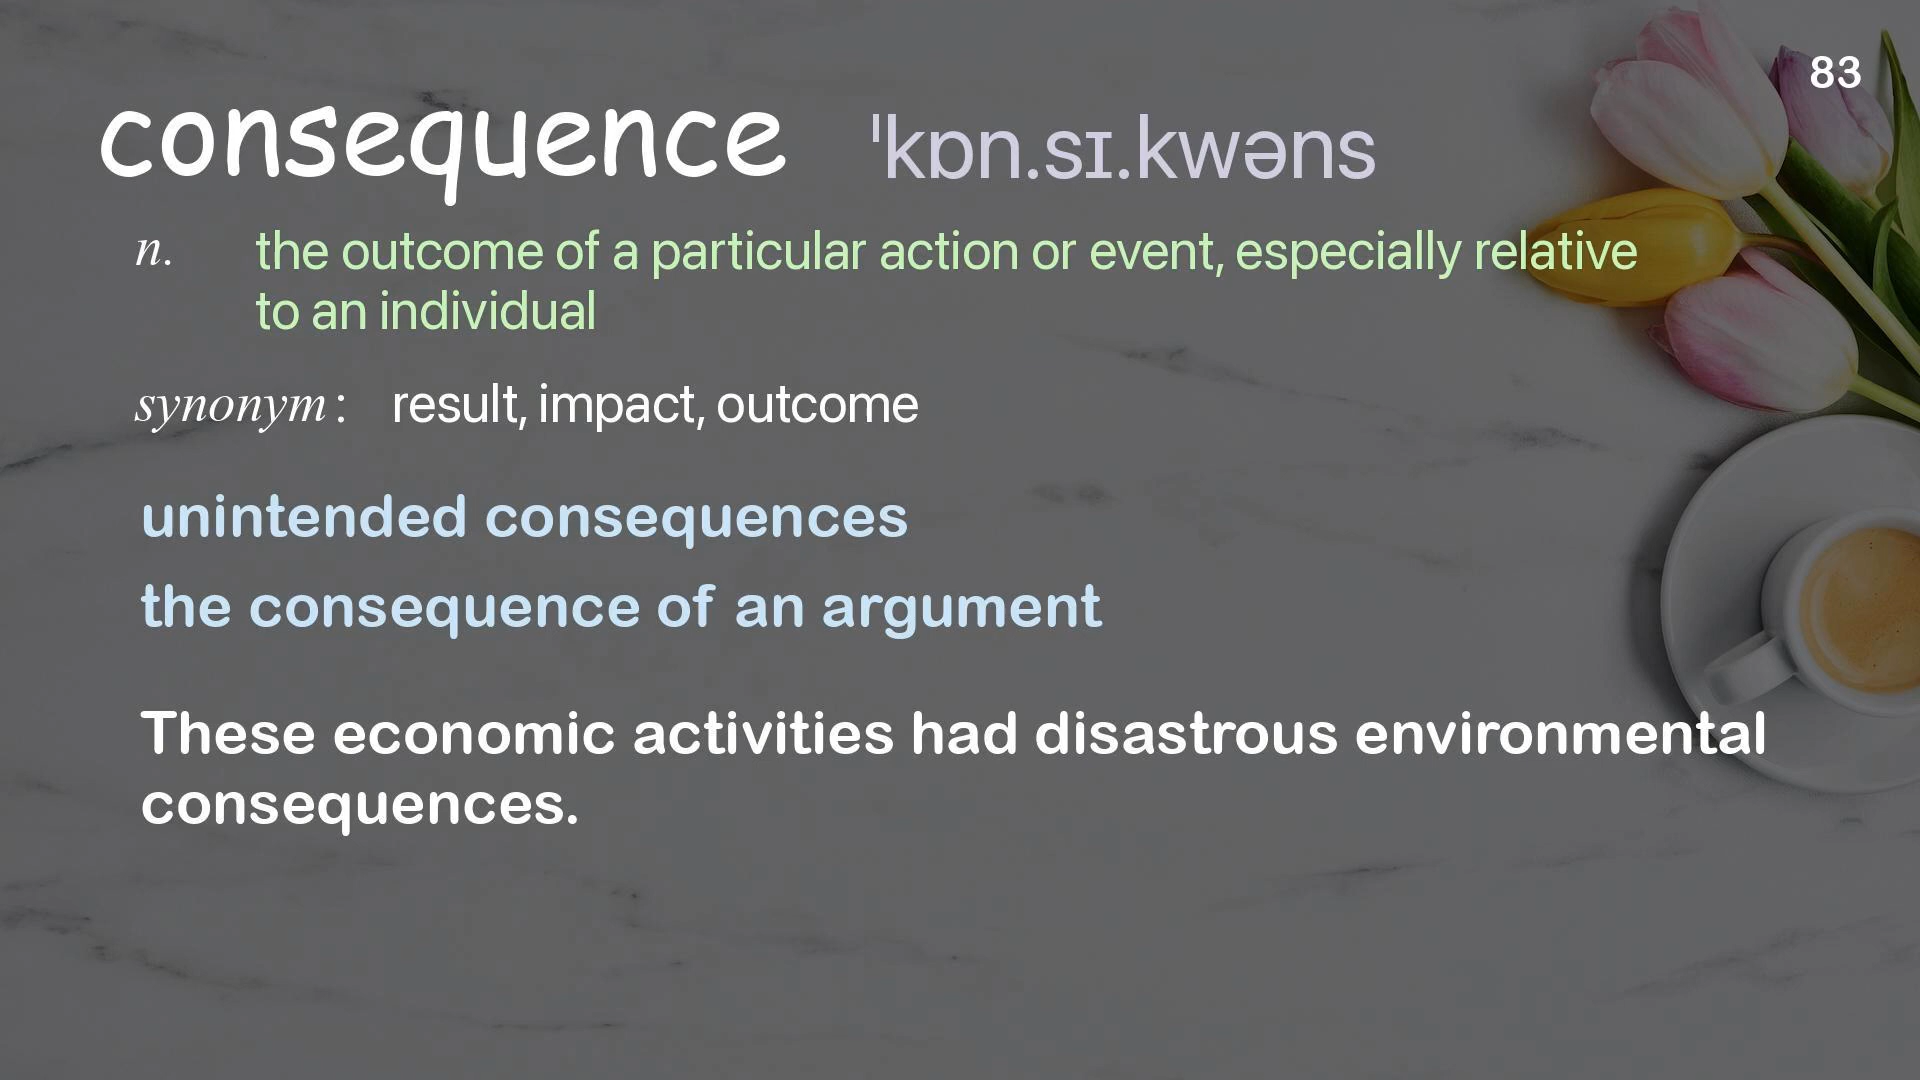 83
consequence ˈkɒn.sɪ.kwəns
n. the outcome of a particular action or event, especially relative
to an individual
synonym: result, impact, outcome
unintended consequences
the consequence of an argument
These economic activities had disastrous environmental
consequences.